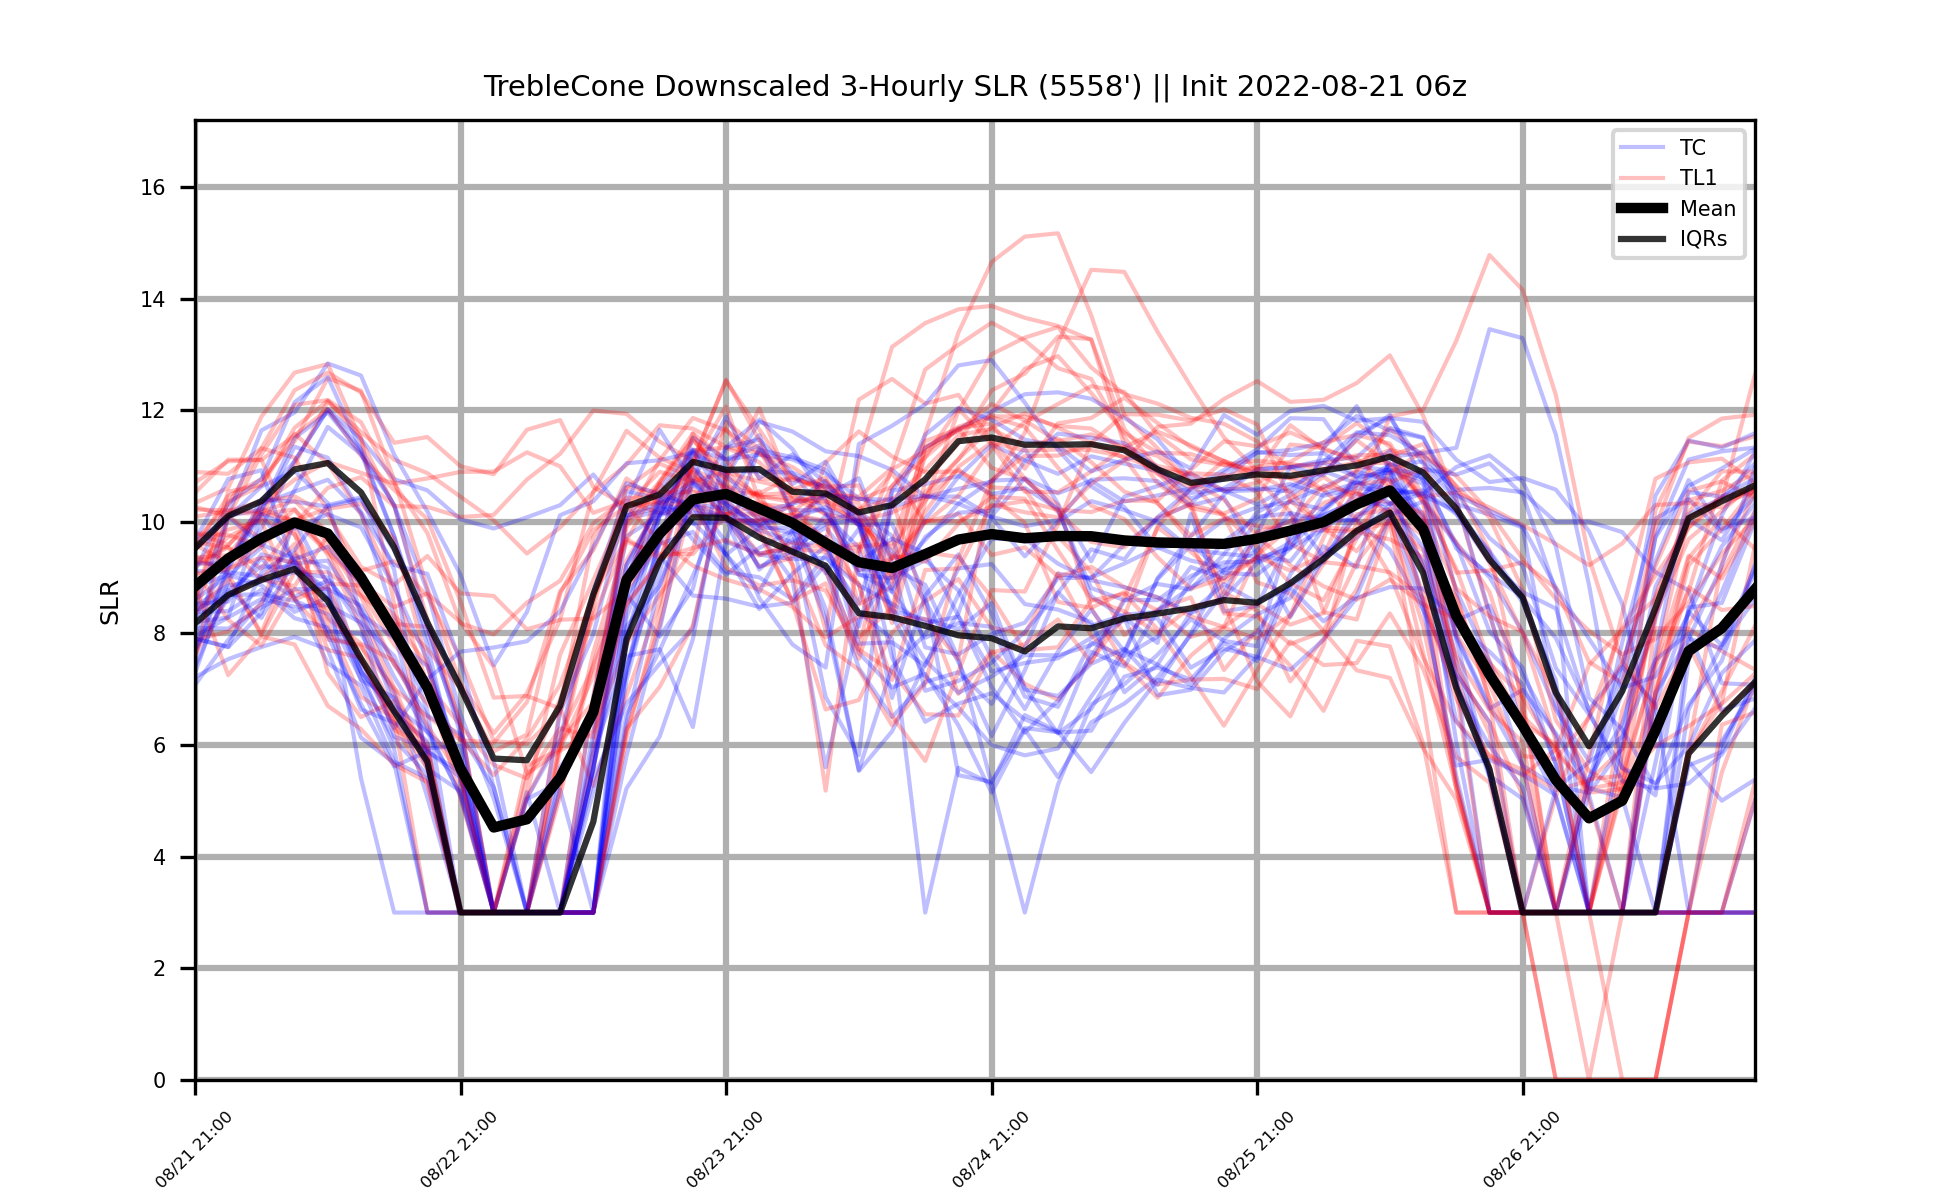 TrebleCone Downscaled 3-Hourly SLR (5558') || Init 2022-08-21 06z
TC
TL1
Mean
IQRs
SLR
16
14
12
10
8
6
4
2
0
08/21 21:00
08/22 21:00
08/23 21:00
08/24 21:00
08/25 21:00
08/26 21:00